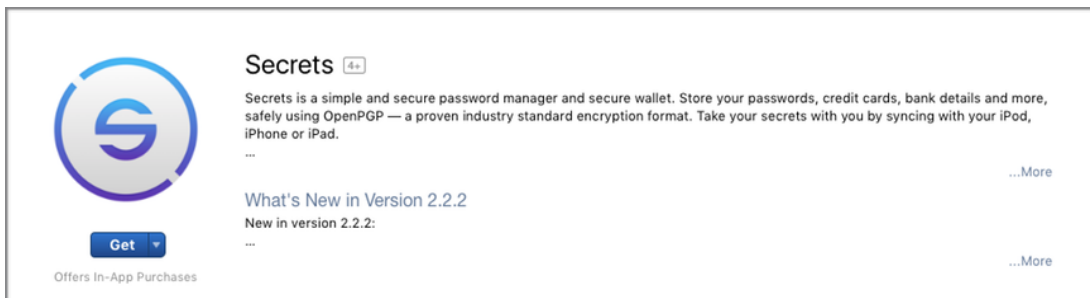 Secrets 4+
Secrets is a simple and secure password manager and secure wallet. Store your passwords, credit cards, bank details and more,
safely using OpenPGP — a proven industry standard encryption format. Take your secrets with you by syncing with your iPod,
iPhone or iPad.
...
...More
What's New in Version 2.2.2
New in version 2.2.2:
...
...More
Get
Offers In-App Purchases